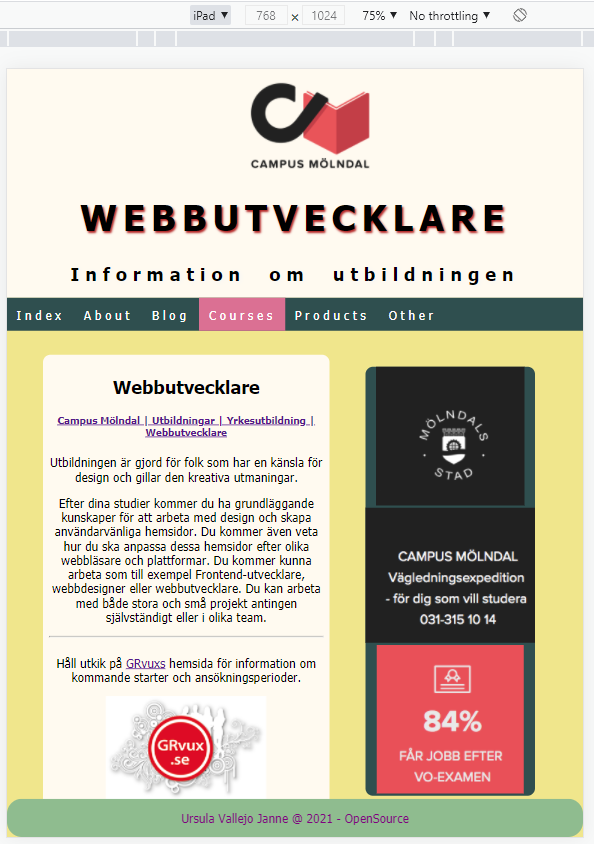 iPad ▼ 768 × 1024 75% ▼ No throttling ▼
CAMPUS MÖLNDAL
WEBBUTVECKLARE
Information om utbildningen
Index About Blog Courses Products Other
Webbutvecklare
Campus Mölndal | Utbildningar | Yrkesutbildning |
Webbutvecklare
Utbildningen är gjord för folk som har en känsla för
design och gillar den kreativa utmaningar.
Efter dina studier kommer du ha grundläggande
kunskaper för att arbeta med design och skapa
användarvänliga hemsidor. Du kommer även veta
hur du ska anpassa dessa hemsidor efter olika
webbläsare och plattformar. Du kommer kunna
arbeta som till exempel Frontend-utvecklare,
webbdesigner eller webbutvecklare. Du kan arbeta
med både stora och små projekt antingen
självständigt eller i olika team.
Håll utkik på GRvuxs hemsida för information om
kommande starter och ansökningsperioder.
GRvux
.se
MÖLNDALS
STAD
CAMPUS MÖLNDAL
Vägledningsexpedition
- för dig som vill studera
031-315 10 14
84%
FÅR JOBB EFTER
VO-EXAMEN
Ursula Vallejo Janne @ 2021 - OpenSource